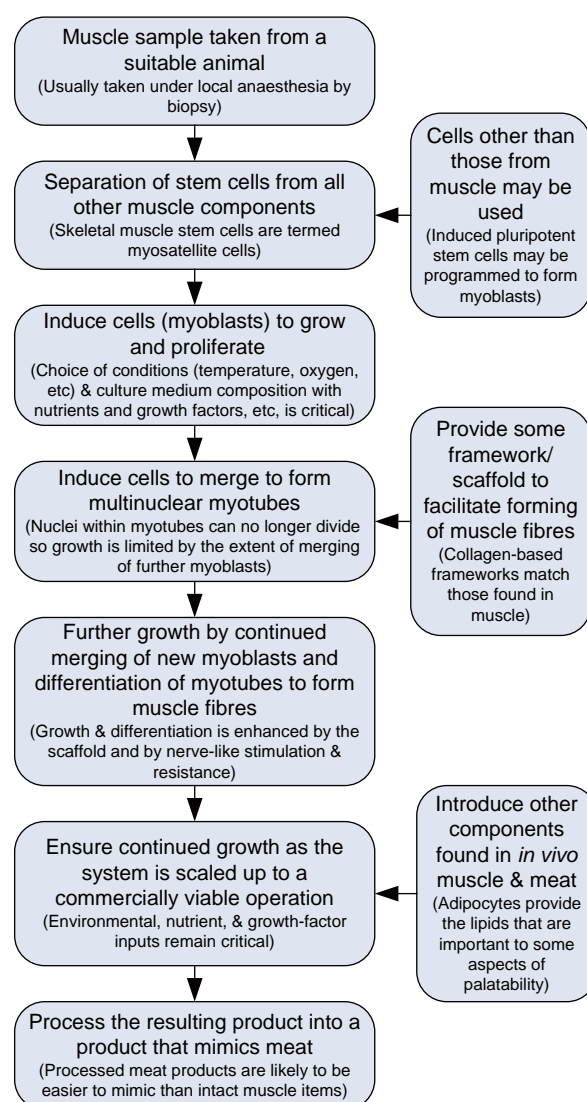 Muscle sample taken from a
suitable animal
(Usually taken under local anaesthesia by
biopsy)
Separation of stem cells from all
other muscle components
(Skeletal muscle stem cells are termed
myosatellite cells)
Cells other than
those from
muscle may be
used
(Induced pluripotent
stem cells may be
programmed to form
myoblasts)
Induce cells (myoblasts) to grow
and proliferate
(Choice of conditions (temperature, oxygen,
etc) & culture medium composition with
nutrients and growth factors, etc, is critical)
Induce cells to merge to form
multinuclear myotubes
(Nuclei within myotubes can no longer divide
so growth is limited by the extent of merging
of further myoblasts)
Provide some
framework/
scaffold to
facilitate forming
of muscle fibres
(Collagen-based
frameworks match
those found in
muscle)
Further growth by continued
merging of new myoblasts and
differentiation of myotubes to form
muscle fibres
(Growth & differentiation is enhanced by the
scaffold and by nerve-like stimulation &
resistance)
Ensure continued growth as the
system is scaled up to a
commercially viable operation
(Environmental, nutrient, & growth-factor
inputs remain critical)
Introduce other
components
found in in vivo
muscle & meat
(Adipocytes provide
the lipids that are
important to some
aspects of
palatability)
Process the resulting product into a
product that mimics meat
(Processed meat products are likely to be
easier to mimic than intact muscle items)